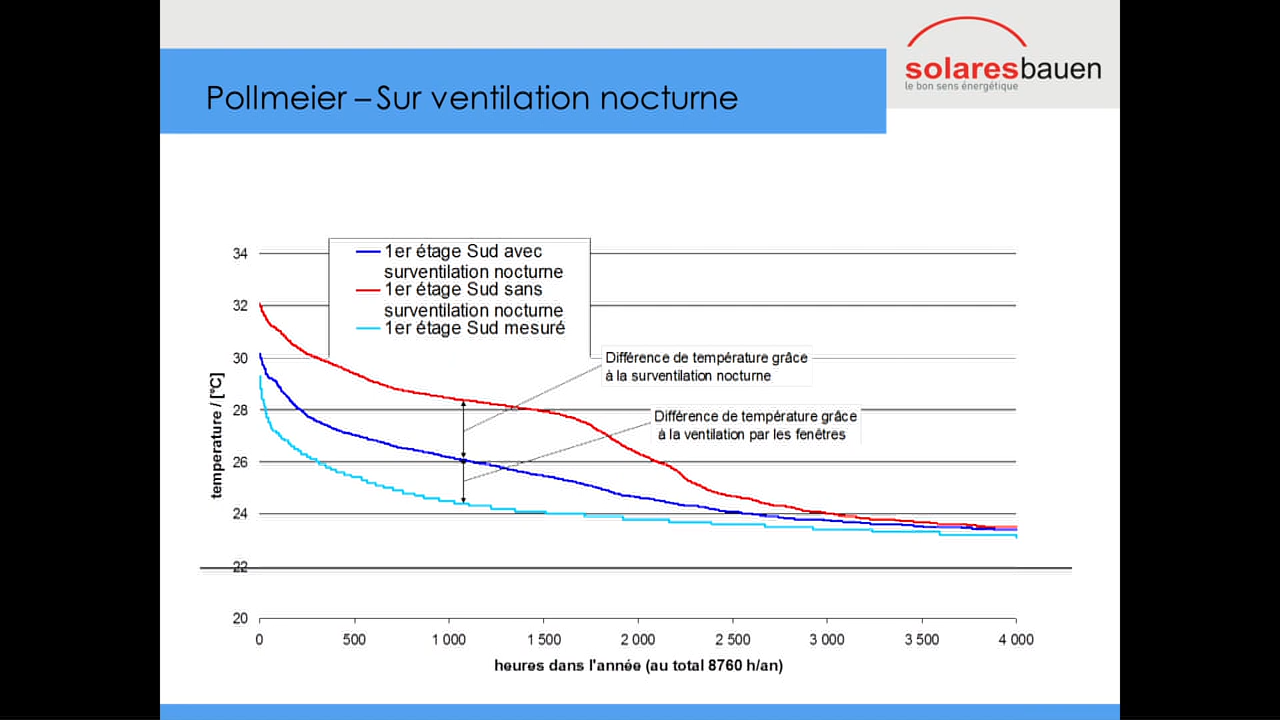 Pollmeier – Sur ventilation nocturne
solaresbauen
le bon sens énergétique
1er étage Sud avec
surventilation nocturne
1er étage Sud sans
surventilation nocturne
1er étage Sud mesuré
Différence de température grâce
à la surventilation nocturne
Différence de température grâce
à la ventilation par les fenêtres
temperature / [°C]
34
32
30
28
26
24
22
20
0 500 1 000 1 500 2 000 2 500 3 000 3 500 4 000
heures dans l'année (au total 8760 h/an)